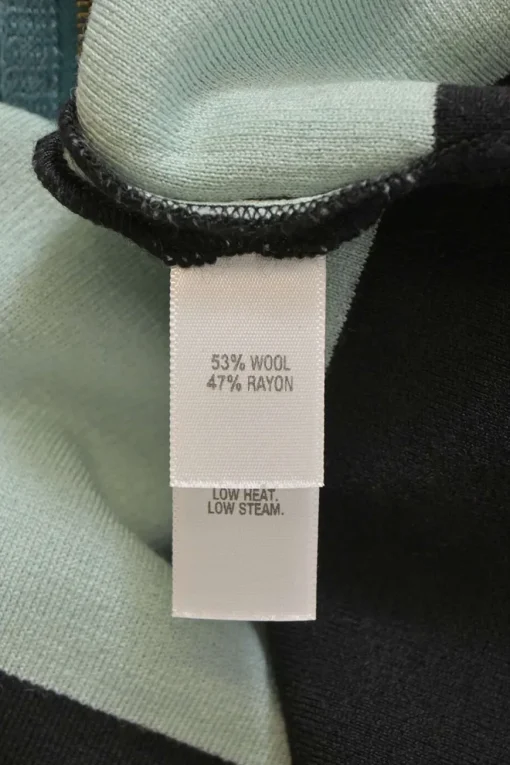 53% WOOL
47% RAYON
LOW HEAT.
LOW STEAM.